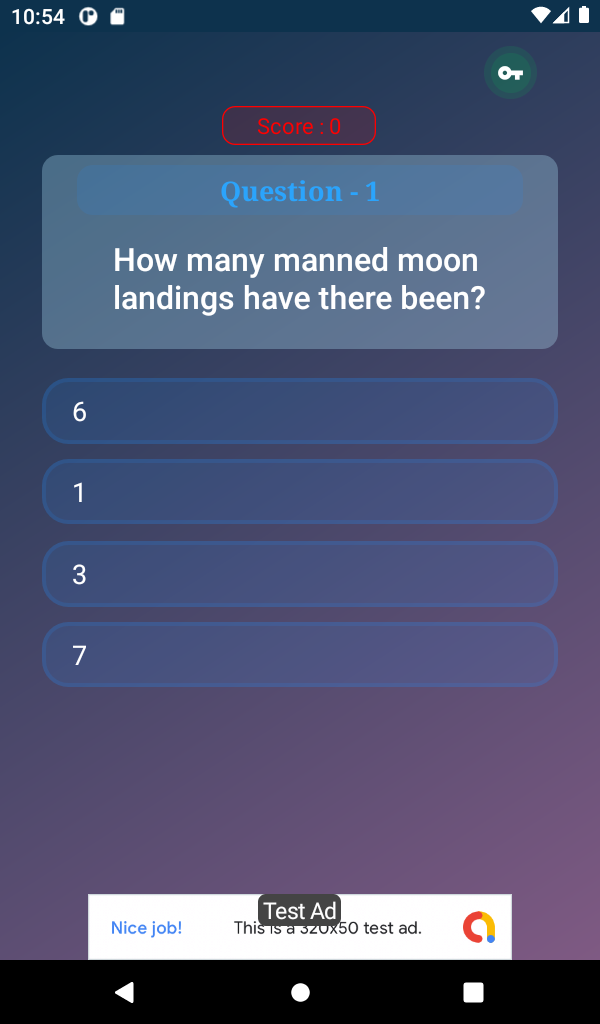 10:54
Score : 0
Question - 1
How many manned moon
landings have there been?
6
1
3
7
Test Ad
Nice job!
This is a 320x50 test ad.